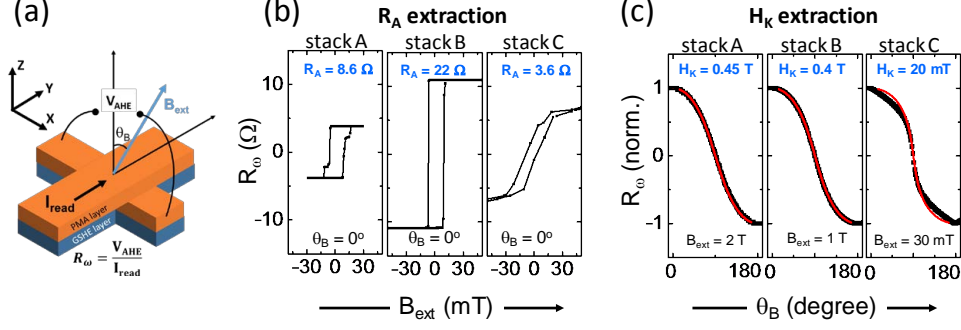 (a)
Z
Y
X
V_AHE
B_ext
θ_B
I_read
PMA layer
GSHE layer
R_ω = V_AHE / I_read
(b)
R_A extraction
stack A
stack B
stack C
R_A = 8.6 Ω
R_A = 22 Ω
R_A = 3.6 Ω
R_ω (Ω)
10
0
-10
θ_B = 0°
θ_B = 0°
θ_B = 0°
-30 0 30
-30 0 30
-30 0 30
B_ext (mT)
(c)
H_K extraction
stack A
stack B
stack C
H_K = 0.45 T
H_K = 0.4 T
H_K = 20 mT
R_ω (norm.)
1
0
-1
B_ext = 2 T
B_ext = 1 T
B_ext = 30 mT
0 180
0 180
0 180
θ_B (degree)